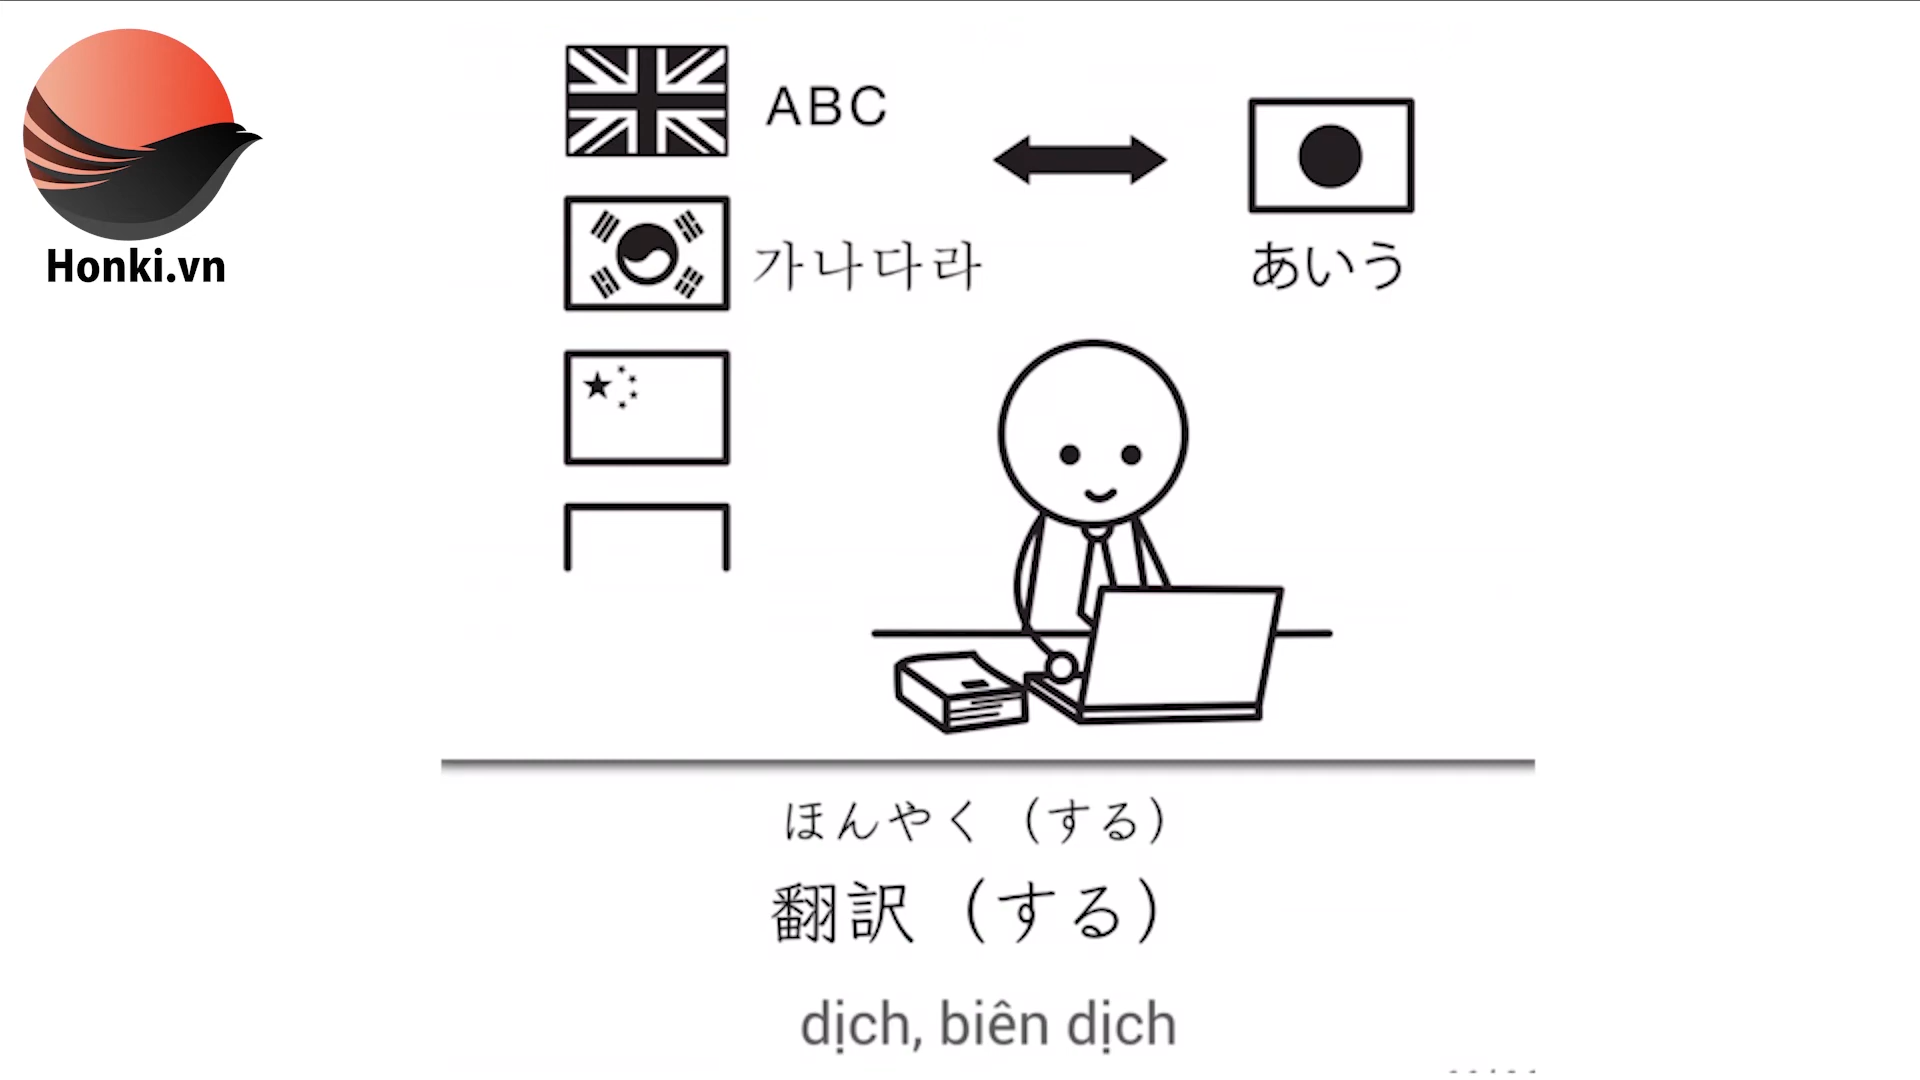 Honki.vn
ABC
가나다라
あいう
ほんやく（する）
翻訳（する）
dịch, biên dịch